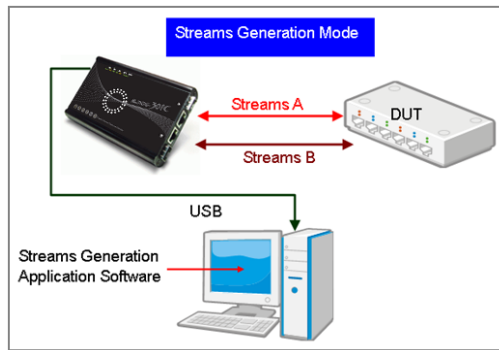 Streams Generation Mode
Streams A
DUT
Streams B
USB
Streams Generation
Application Software